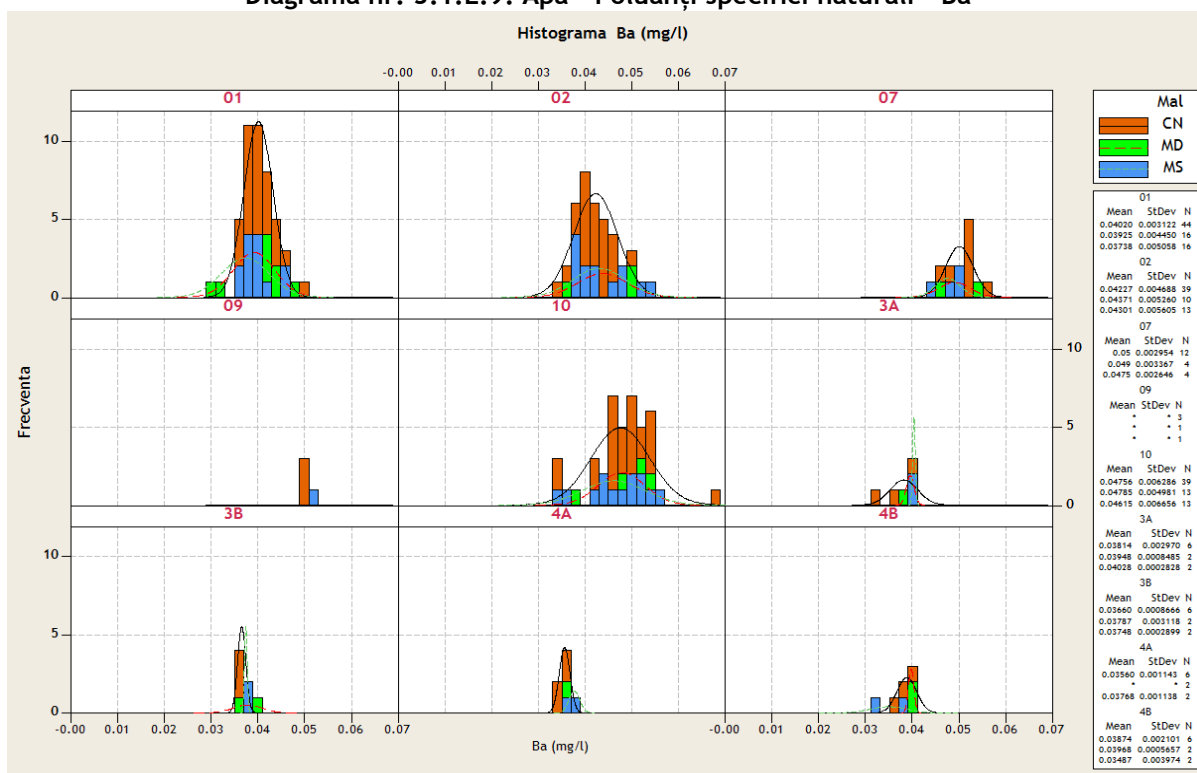 Diagrama nr. 5.1.2.9. Apă - Poluanți specifici naturali - Ba
Histograma Ba (mg/l)
-0.00 0.01 0.02 0.03 0.04 0.05 0.06 0.07
01 02 07
10
5
0
09 10 3A
10
5
0
3B 4A 4B
10
5
0
-0.00 0.01 0.02 0.03 0.04 0.05 0.06 0.07 -0.00 0.01 0.02 0.03 0.04 0.05 0.06 0.07
Ba (mg/l)
Frecventa
Mal
CN
MD
MS
01
Mean StDev N
0.04020 0.003122 44
0.03925 0.004450 16
0.03738 0.005058 16
02
Mean StDev N
0.04227 0.004688 39
0.04371 0.005260 10
0.04301 0.005605 13
07
Mean StDev N
0.05 0.002954 12
0.049 0.003367 4
0.0475 0.002646 4
09
Mean StDev N
* * 3
* * 1
* * 1
10
Mean StDev N
0.04756 0.006286 39
0.04785 0.004981 13
0.04615 0.006656 13
3A
Mean StDev N
0.03814 0.002970 6
0.03948 0.0008485 2
0.04028 0.0002828 2
3B
Mean StDev N
0.03660 0.0008666 6
0.03787 0.003118 2
0.03748 0.0002899 2
4A
Mean StDev N
0.03560 0.001143 6
* * 2
0.03768 0.001138 2
4B
Mean StDev N
0.03874 0.002101 6
0.03968 0.0005657 2
0.03487 0.003974 2